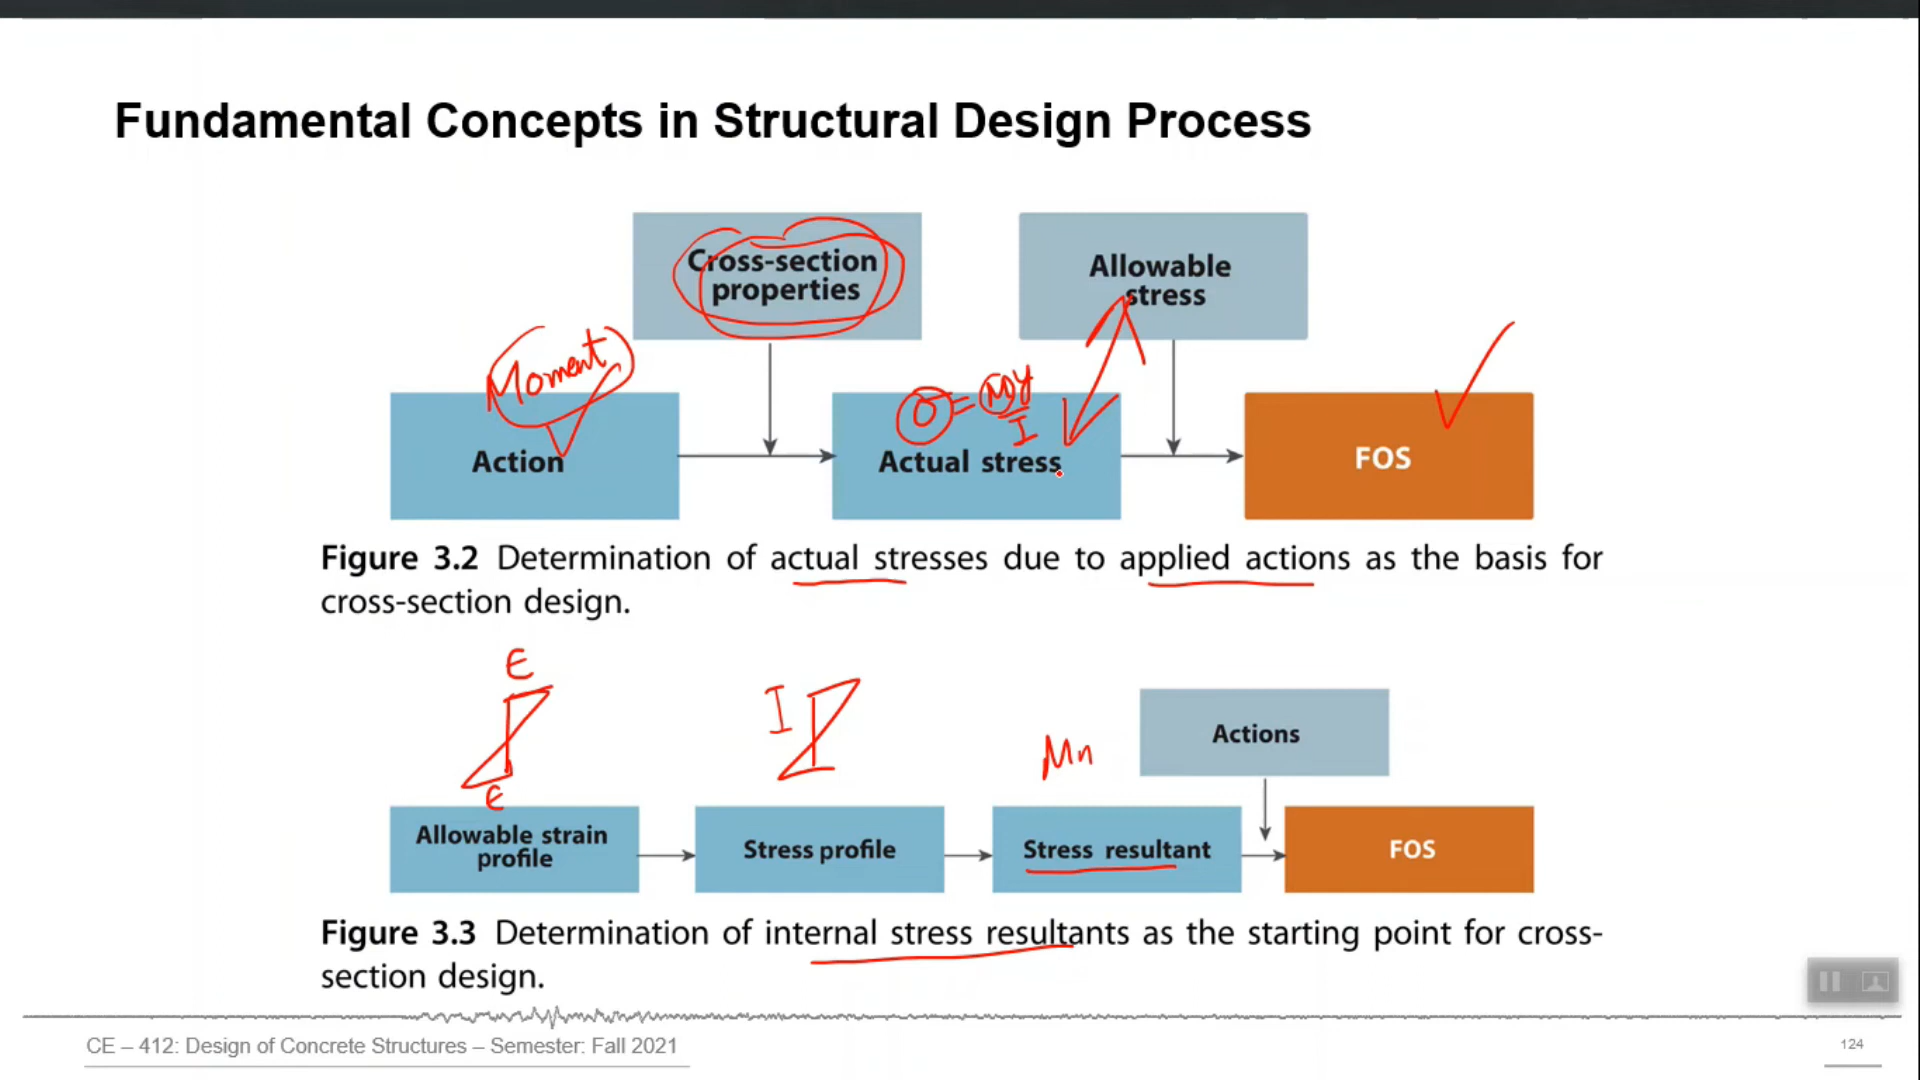 Fundamental Concepts in Structural Design Process
Cross-section
properties
Allowable
stress
Moment
σ = My
I
Action
Actual stress
FOS
Figure 3.2 Determination of actual stresses due to applied actions as the basis for
cross-section design.
ε
ε
I
Mn
Actions
Allowable strain
profile
Stress profile
Stress resultant
FOS
Figure 3.3 Determination of internal stress resultants as the starting point for cross-
section design.
CE – 412: Design of Concrete Structures – Semester: Fall 2021
124